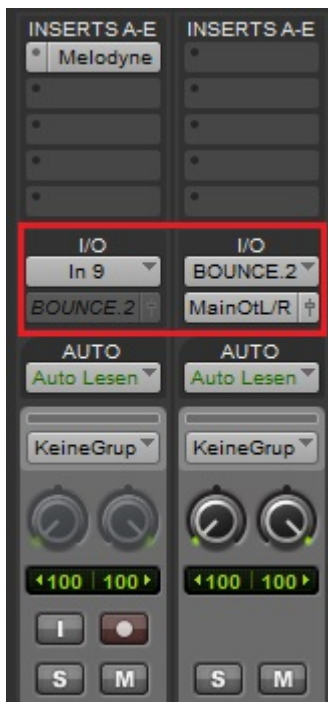 INSERTS A-E
Melodyne
I/O
In 9
BOUNCE.2
AUTO
Auto Lesen
KeineGrup
100 100
I
S M
INSERTS A-E
I/O
BOUNCE.2
MainOtL/R
AUTO
Auto Lesen
KeineGrup
100 100
S M